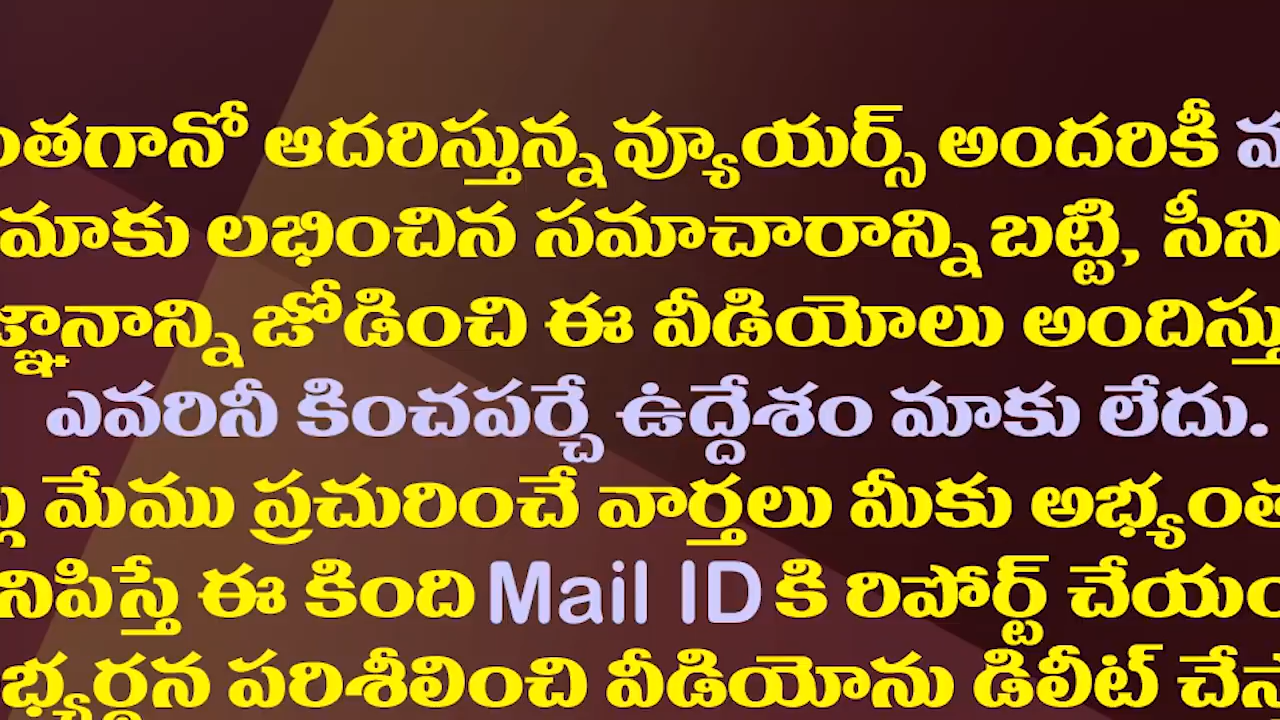 ంతగానో ఆదరిస్తున్న వ్యూయర్స్ అందరికీ
మాకు లభించిన సమాచారాన్ని బట్టి, సీని
జ్ఞానాన్ని జోడించి ఈ వీడియోలు అందిస్తు
ఎవరినీ కించపర్చే ఉద్దేశం మాకు లేదు.
మేము ప్రచురించే వార్తలు మీకు అభ్యంత
నిపిస్తే ఈ కింది Mail ID కి రిపోర్ట్ చేయం
భ్యర్థన పరిశీలించి వీడియోను డిలీట్ చేస